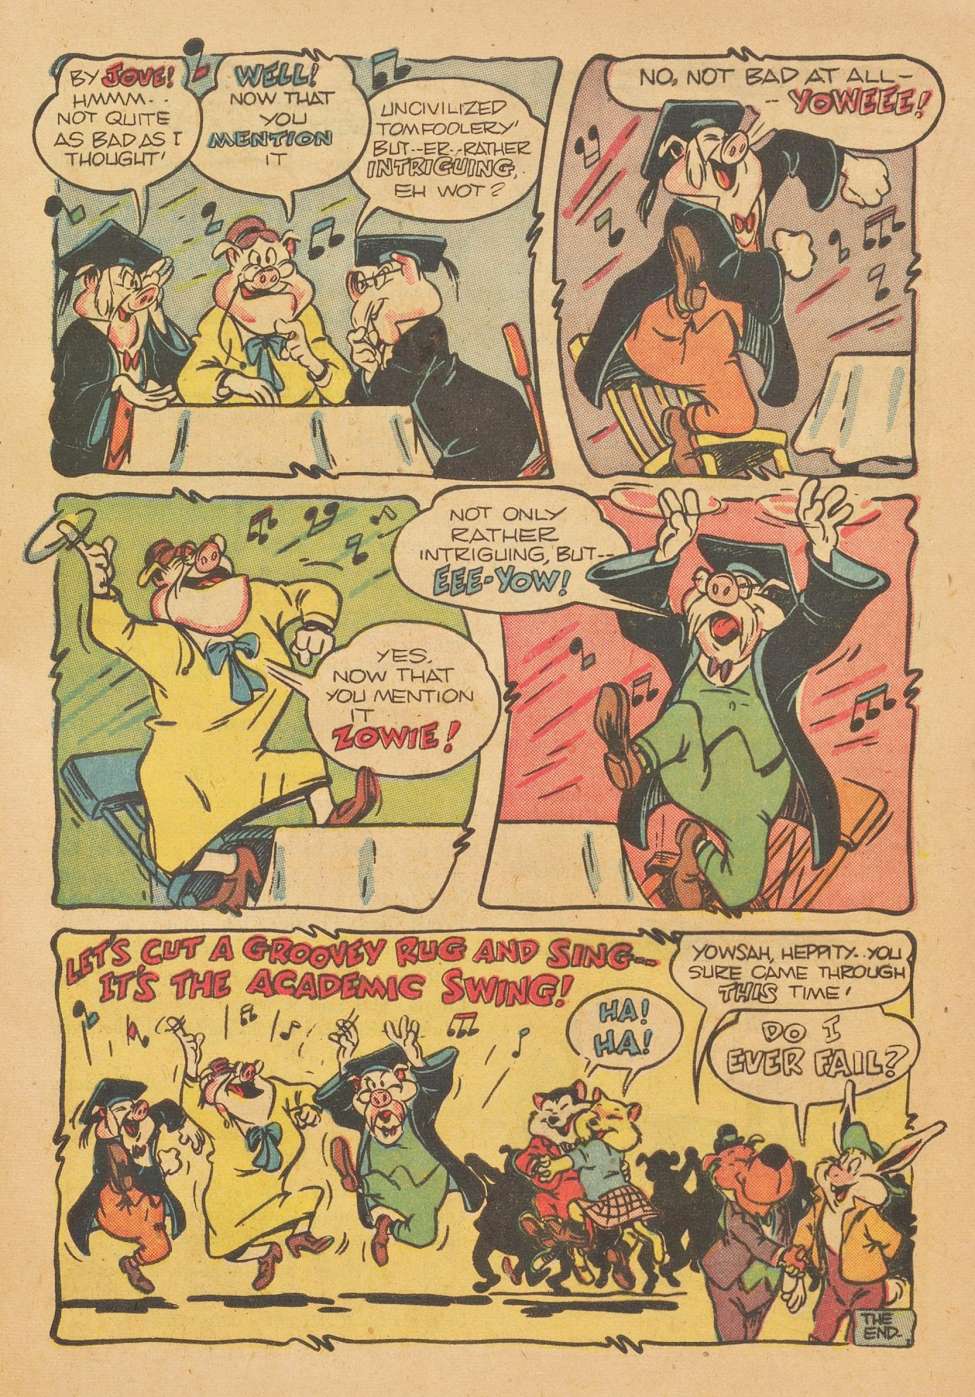 BY JOVE!
HMMM--
NOT QUITE
AS BAD AS I
THOUGHT'
WELL!
NOW THAT
YOU
MENTION
IT
UNCIVILIZED
TOMFOOLERY'
BUT--ER--RATHER
INTRIGUING,
EH WOT?
NO, NOT BAD AT ALL--
--YOWEEE!
YES,
NOW THAT
YOU MENTION
IT----
ZOWIE!
NOT ONLY
RATHER
INTRIGUING, BUT--
EEE-YOW!
LET'S CUT A GROOVEY RUG AND SING--
IT'S THE ACADEMIC SWING!
HA!
HA!
YOWSAH, HEPPITY--YOU
SURE CAME THROUGH
THIS TIME'
DO I
EVER FAIL?
THE
END-